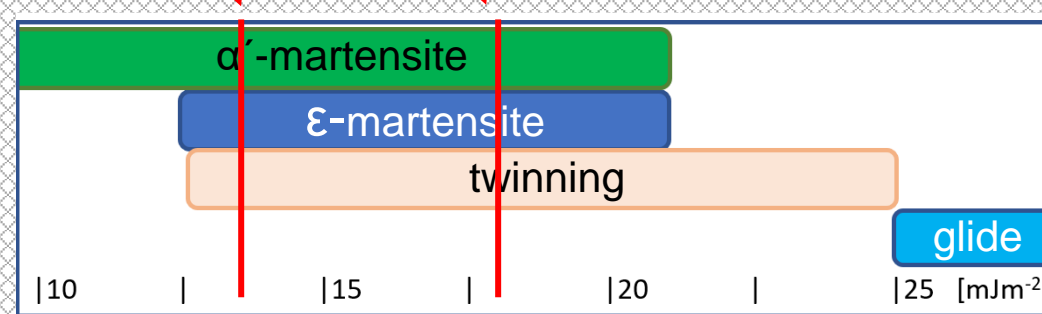 α´-martensite
ε-martensite
twinning
glide
|10 | |15 | |20 | |25 [mJm-2